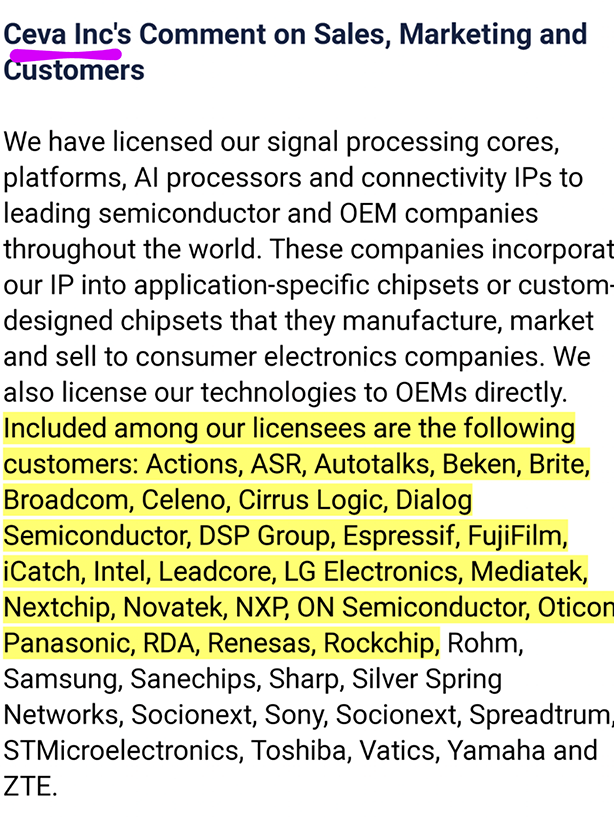 Ceva Inc's Comment on Sales, Marketing and
Customers
We have licensed our signal processing cores,
platforms, AI processors and connectivity IPs to
leading semiconductor and OEM companies
throughout the world. These companies incorporat
our IP into application-specific chipsets or custom-
designed chipsets that they manufacture, market
and sell to consumer electronics companies. We
also license our technologies to OEMs directly.
Included among our licensees are the following
customers: Actions, ASR, Autotalks, Beken, Brite,
Broadcom, Celeno, Cirrus Logic, Dialog
Semiconductor, DSP Group, Espressif, FujiFilm,
iCatch, Intel, Leadcore, LG Electronics, Mediatek,
Nextchip, Novatek, NXP, ON Semiconductor, Oticon
Panasonic, RDA, Renesas, Rockchip, Rohm,
Samsung, Sanechips, Sharp, Silver Spring
Networks, Socionext, Sony, Socionext, Spreadtrum,
STMicroelectronics, Toshiba, Vatics, Yamaha and
ZTE.